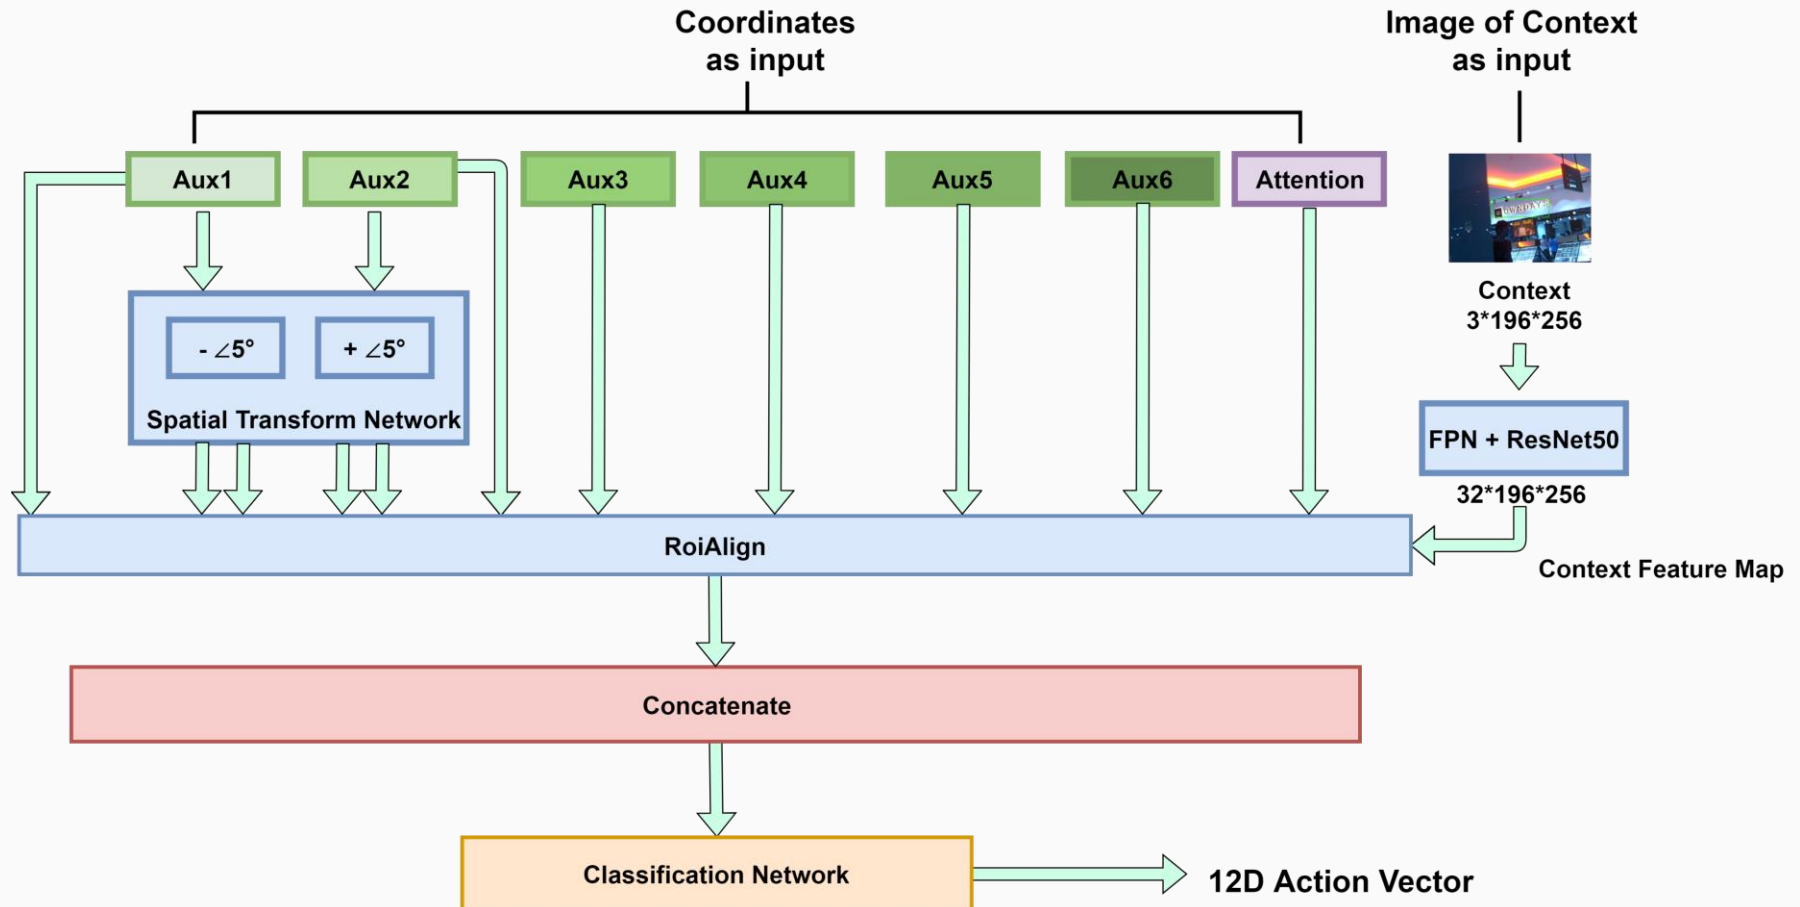 Coordinates
as input
Image of Context
as input
Aux1
Aux2
Aux3
Aux4
Aux5
Aux6
Attention
Context
3*196*256
- ∠5°
+ ∠5°
Spatial Transform Network
FPN + ResNet50
32*196*256
RoiAlign
Context Feature Map
Concatenate
Classification Network
12D Action Vector